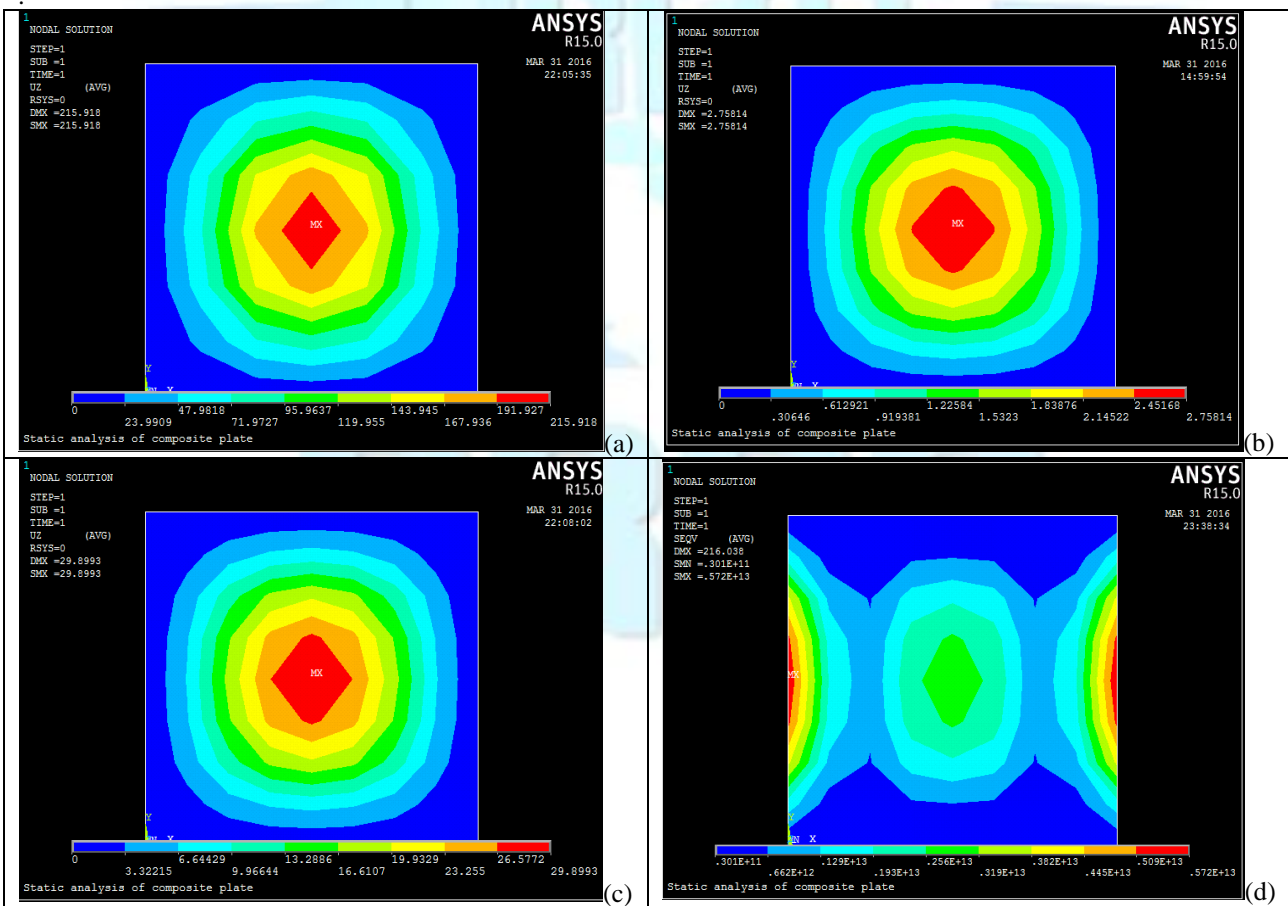 1
NODAL SOLUTION
STEP=1
SUB =1
TIME=1
UZ (AVG)
RSYS=0
DMX =215.918
SMX =215.918
ANSYS
R15.0
MAR 31 2016
22:05:35
MX
Y
X
0 47.9818 95.9637 143.945 191.927
23.9909 71.9727 119.955 167.936 215.918
Static analysis of composite plate
(a)
1
NODAL SOLUTION
STEP=1
SUB =1
TIME=1
UZ (AVG)
RSYS=0
DMX =2.75814
SMX =2.75814
ANSYS
R15.0
MAR 31 2016
14:59:54
MX
Y
X
0 .612921 1.22584 1.83876 2.45168
.30646 .919381 1.5323 2.14522 2.75814
Static analysis of composite plate
(b)
1
NODAL SOLUTION
STEP=1
SUB =1
TIME=1
UZ (AVG)
RSYS=0
DMX =29.8993
SMX =29.8993
ANSYS
R15.0
MAR 31 2016
22:08:02
MX
Y
X
0 6.64429 13.2886 19.9329 26.5772
3.32215 9.96644 16.6107 23.255 29.8993
Static analysis of composite plate
(c)
1
NODAL SOLUTION
STEP=1
SUB =1
TIME=1
SEQV (AVG)
DMX =216.038
SMN =.301E+11
SMX =.572E+13
ANSYS
R15.0
MAR 31 2016
23:38:34
MX
Y
X
.301E+11 .129E+13 .256E+13 .382E+13 .509E+13
.662E+12 .193E+13 .319E+13 .445E+13 .572E+13
Static analysis of composite plate
(d)